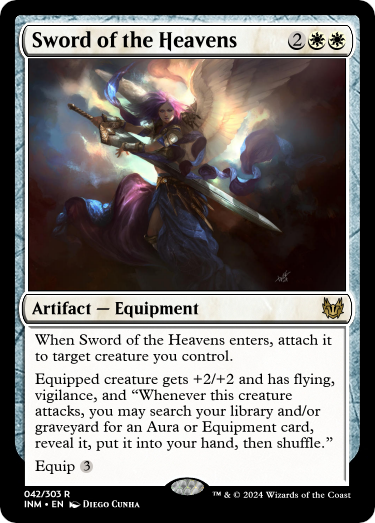 Sword of the Heavens 2
Artifact — Equipment
When Sword of the Heavens enters, attach it
to target creature you control.
Equipped creature gets +2/+2 and has flying,
vigilance, and “Whenever this creature
attacks, you may search your library and/or
graveyard for an Aura or Equipment card,
reveal it, put it into your hand, then shuffle.”
Equip 3
042/303 R
INM • EN Diego Cunha
™ & © 2024 Wizards of the Coast